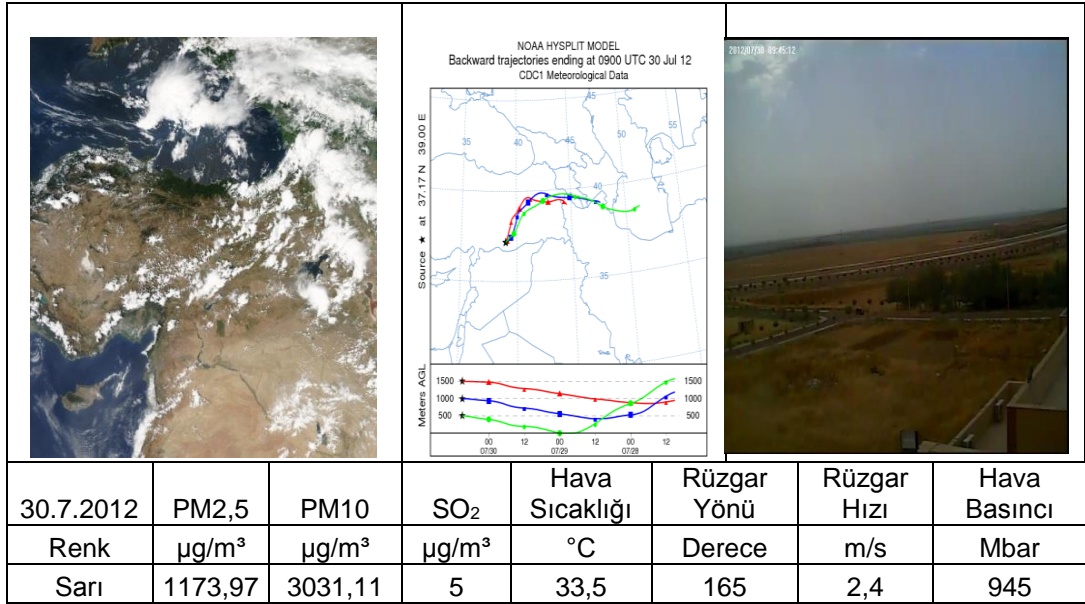 NOAA HYSPLIT MODEL
Backward trajectories ending at 0900 UTC 30 Jul 12
CDC1 Meteorological Data
Source ★ at 37.17 N 39.00 E
45
55
50
45
40
35
40
35
Meters AGL
1500 1500
1000 1000
500 500
00 12 00 12 00 12
07/30 07/29 07/28
2012/07/30 09:45:12
30.7.2012 PM2,5 PM10 SO₂ Hava Sıcaklığı Rüzgar Yönü Rüzgar Hızı Hava Basıncı
Renk µg/m³ µg/m³ µg/m³ °C Derece m/s Mbar
Sarı 1173,97 3031,11 5 33,5 165 2,4 945